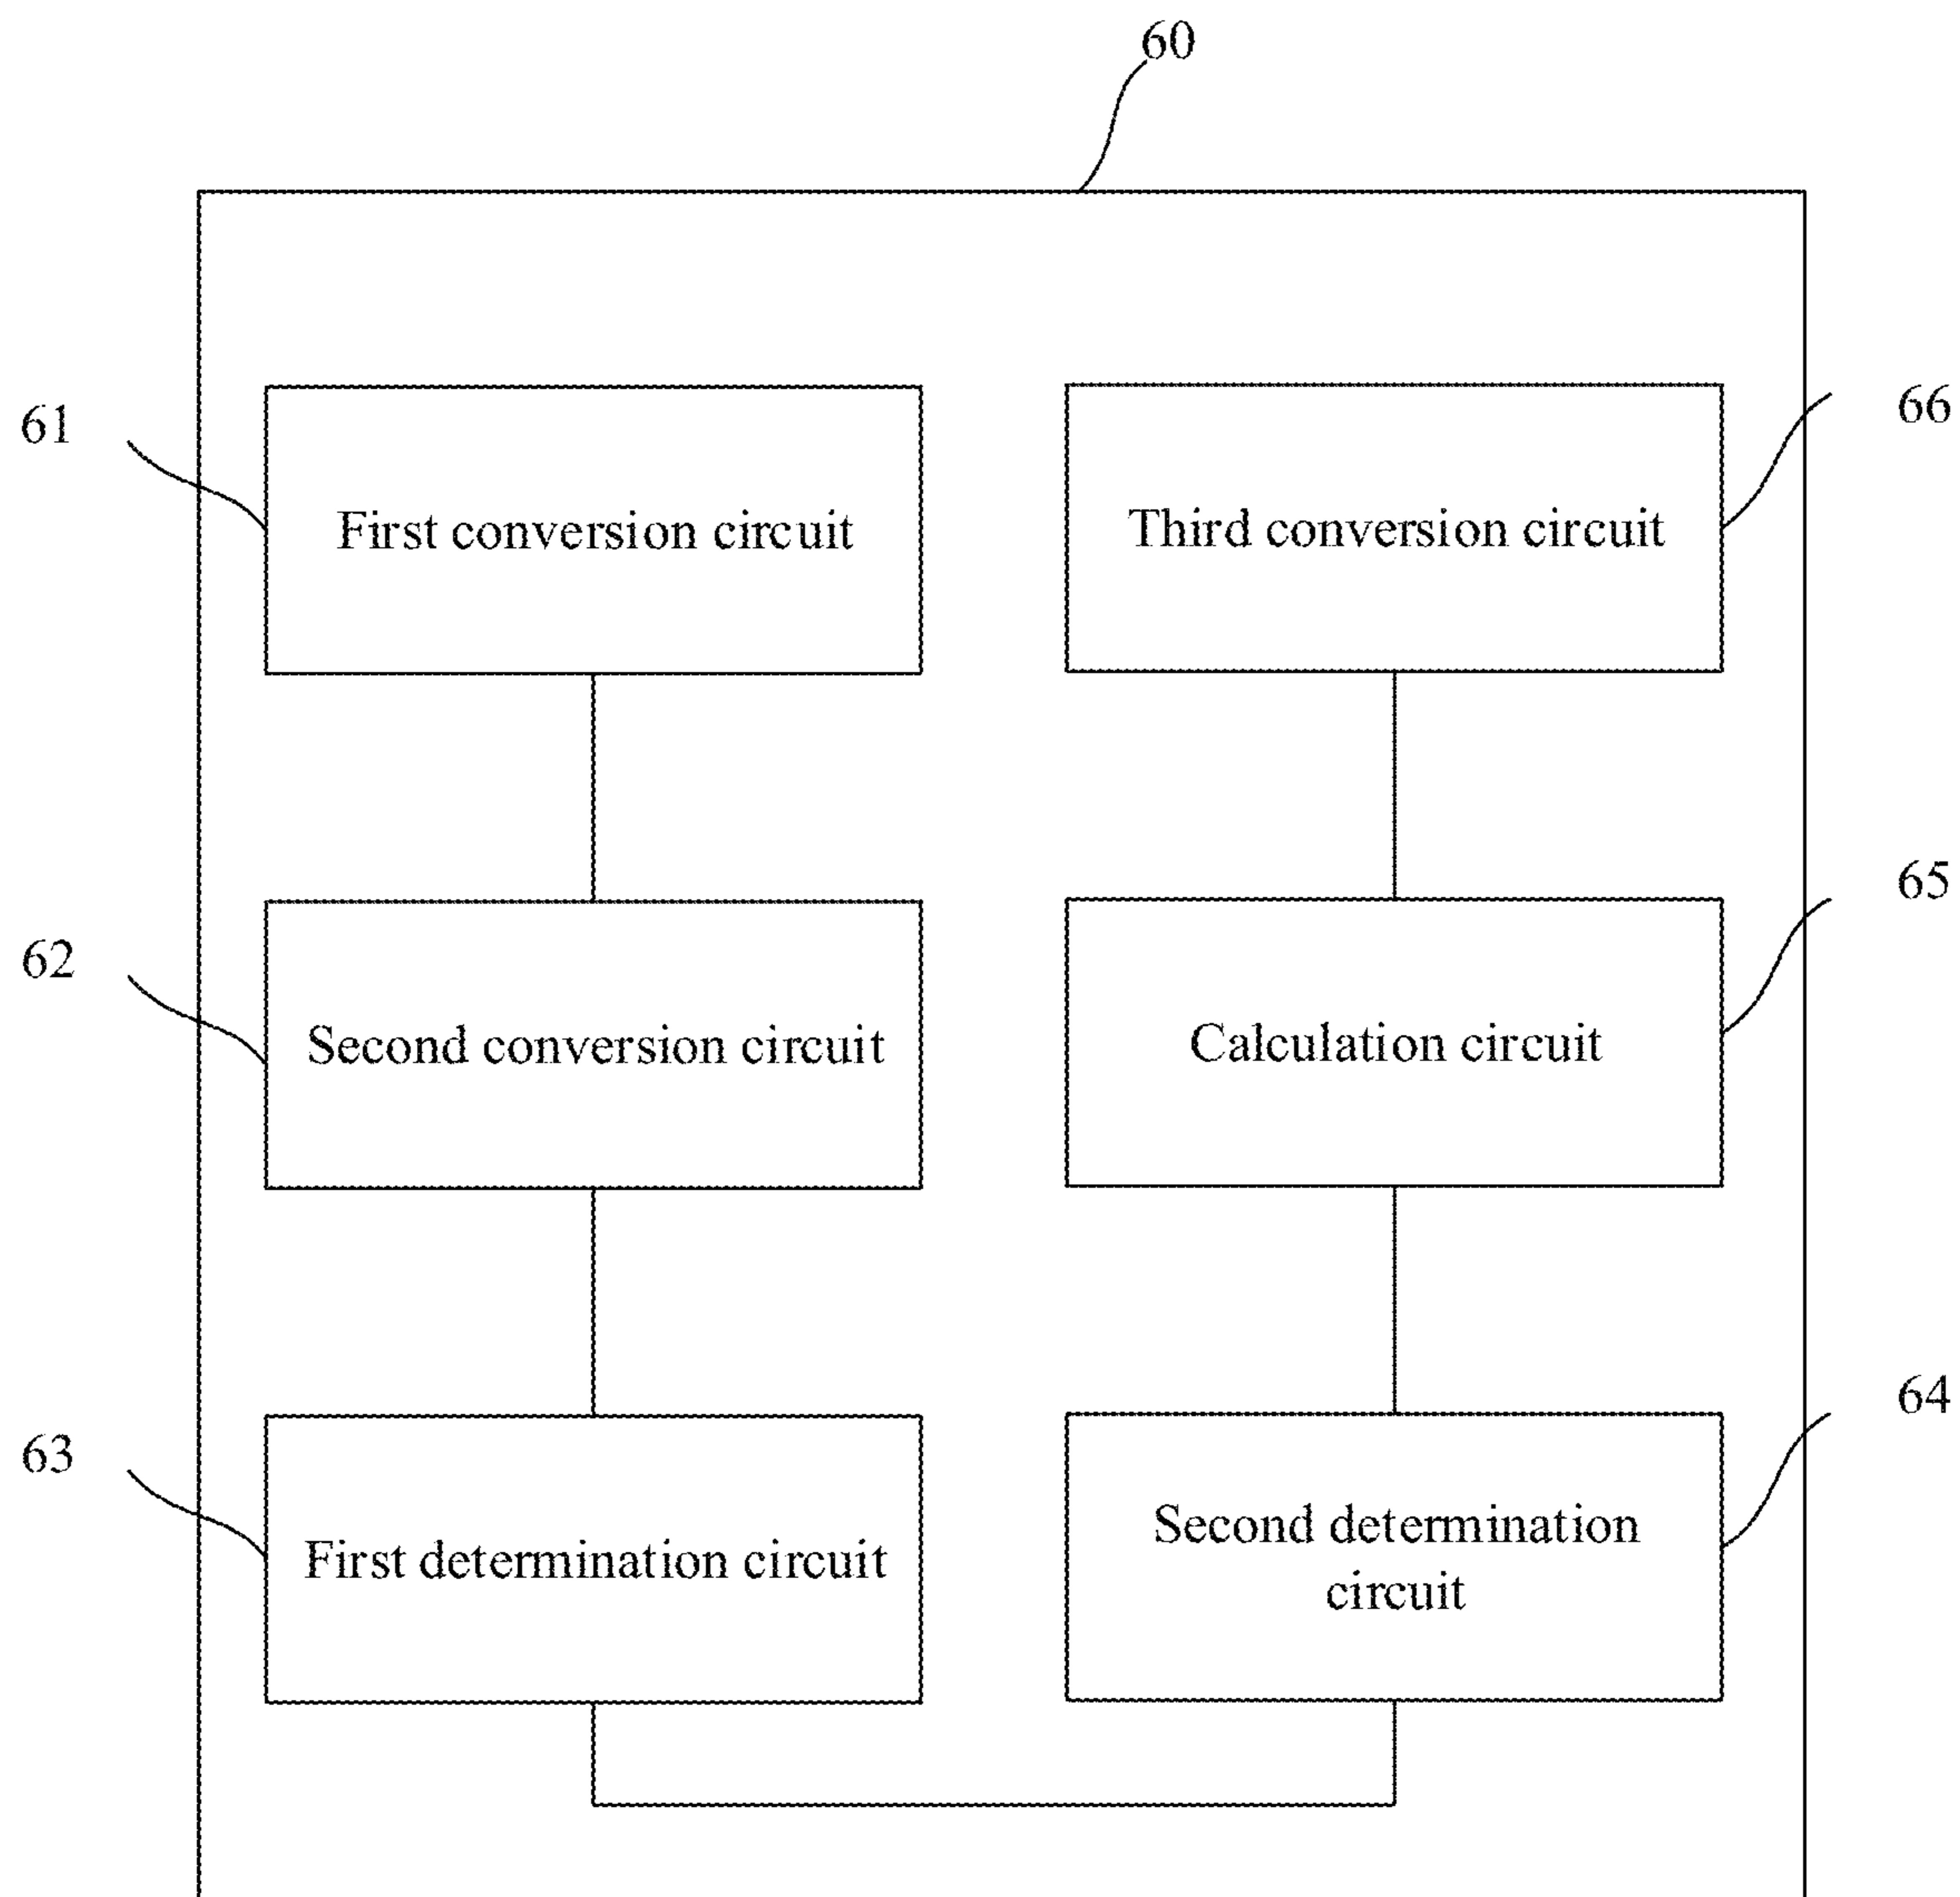 60
61
First conversion circuit
Third conversion circuit
66
62
Second conversion circuit
Calculation circuit
65
63
First determination circuit
Second determination
circuit
64